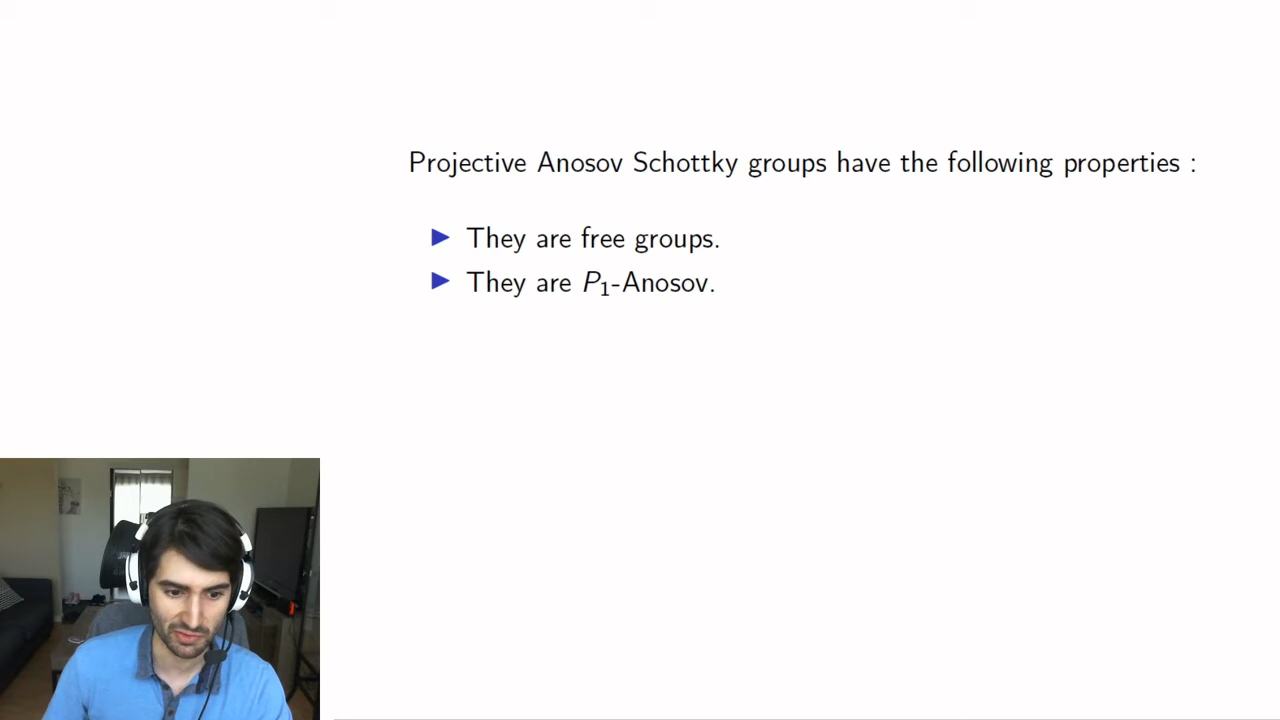 Projective Anosov Schottky groups have the following properties :
▶ They are free groups.
▶ They are P₁-Anosov.